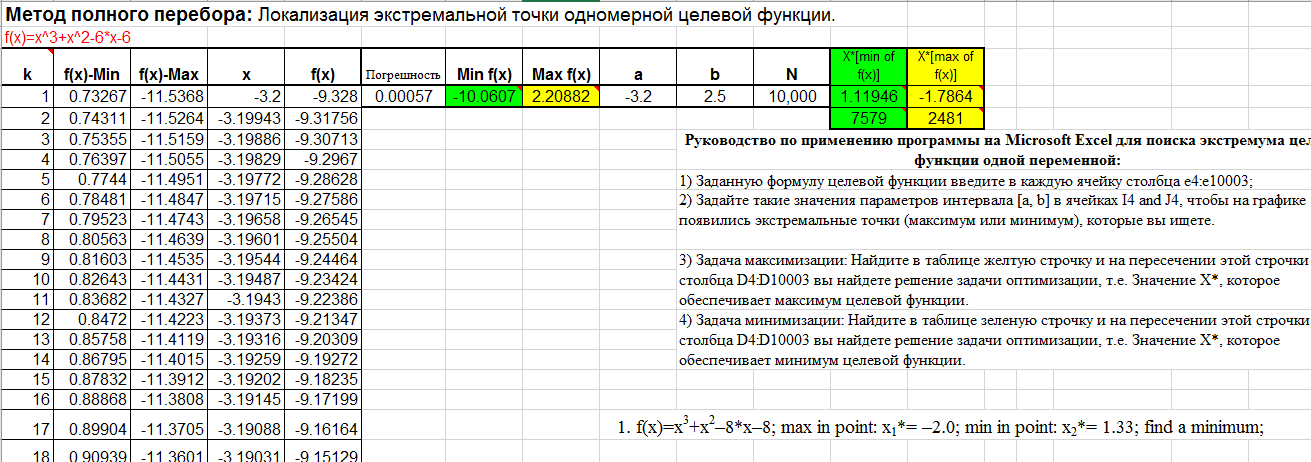 Метод полного перебора: Локализация экстремальной точки одномерной целевой функции.
f(x)=x^3+x^2-6*x-6
k f(x)-Min f(x)-Max x f(x) Погрешность Min f(x) Max f(x) a b N X*[min of f(x)] X*[max of f(x)]
1 0.73267 -11.5368 -3.2 -9.328 0.00057 -10.0607 2.20882 -3.2 2.5 10,000 1.11946 -1.7864
2 0.74311 -11.5264 -3.19943 -9.31756 7579 2481
3 0.75355 -11.5159 -3.19886 -9.30713
4 0.76397 -11.5055 -3.19829 -9.2967
5 0.7744 -11.4951 -3.19772 -9.28628
6 0.78481 -11.4847 -3.19715 -9.27586
7 0.79523 -11.4743 -3.19658 -9.26545
8 0.80563 -11.4639 -3.19601 -9.25504
9 0.81603 -11.4535 -3.19544 -9.24464
10 0.82643 -11.4431 -3.19487 -9.23424
11 0.83682 -11.4327 -3.1943 -9.22386
12 0.8472 -11.4223 -3.19373 -9.21347
13 0.85758 -11.4119 -3.19316 -9.20309
14 0.86795 -11.4015 -3.19259 -9.19272
15 0.87832 -11.3912 -3.19202 -9.18235
16 0.88868 -11.3808 -3.19145 -9.17199
17 0.89904 -11.3705 -3.19088 -9.16164
18 0.90939 -11.3601 -3.19031 -9.15129
Руководство по применению программы на Microsoft Excel для поиска экстремума цел
функции одной переменной:
1) Заданную формулу целевой функции введите в каждую ячейку столбца e4:e10003;
2) Задайте такие значения параметров интервала [a, b] в ячейках I4 and J4, чтобы на графике
появились экстремальные точки (максимум или минимум), которые вы ищете.
3) Задача максимизации: Найдите в таблице желтую строчку и на пересечении этой строчки
столбца D4:D10003 вы найдете решение задачи оптимизации, т.е. Значение X*, которое
обеспечивает максимум целевой функции.
4) Задача минимизации: Найдите в таблице зеленую строчку и на пересечении этой строчки
столбца D4:D10003 вы найдете решение задачи оптимизации, т.е. Значение X*, которое
обеспечивает минимум целевой функции.
1. f(x)=x³+x²–8*x–8; max in point: x₁*= –2.0; min in point: x₂*= 1.33; find a minimum;